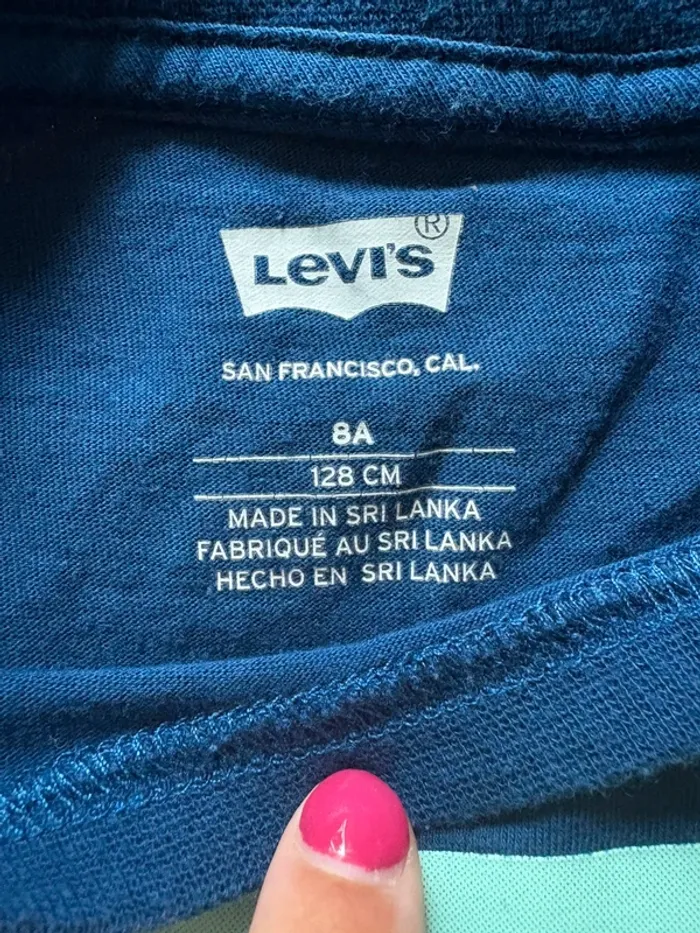 LEVI'S®
SAN FRANCISCO, CAL.
8A
128 CM
MADE IN SRI LANKA
FABRIQUÉ AU SRI LANKA
HECHO EN SRI LANKA